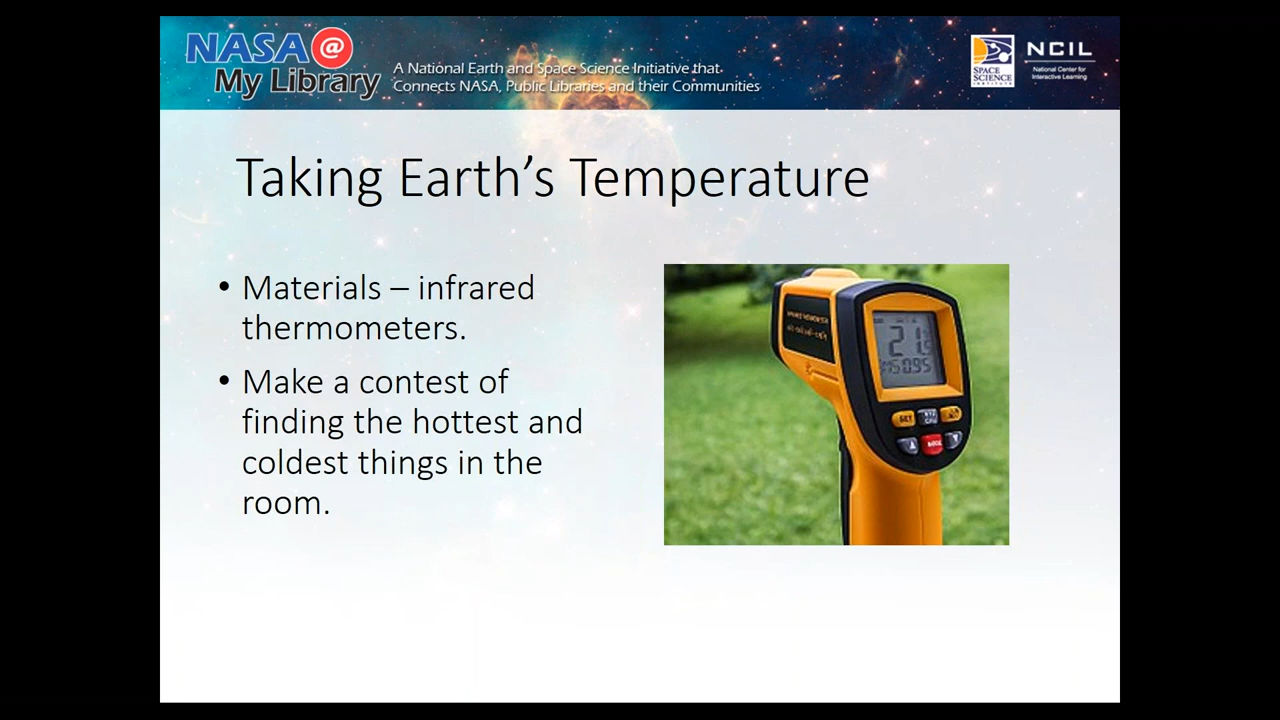 NASA@
My Library
A National Earth and Space Science Initiative that
Connects NASA, Public Libraries and their Communities
SPACE
SCIENCE
INSTITUTE
NCIL
National Center for
Interactive Learning
Taking Earth’s Temperature
• Materials – infrared
thermometers.
• Make a contest of
finding the hottest and
coldest things in the
room.
SET